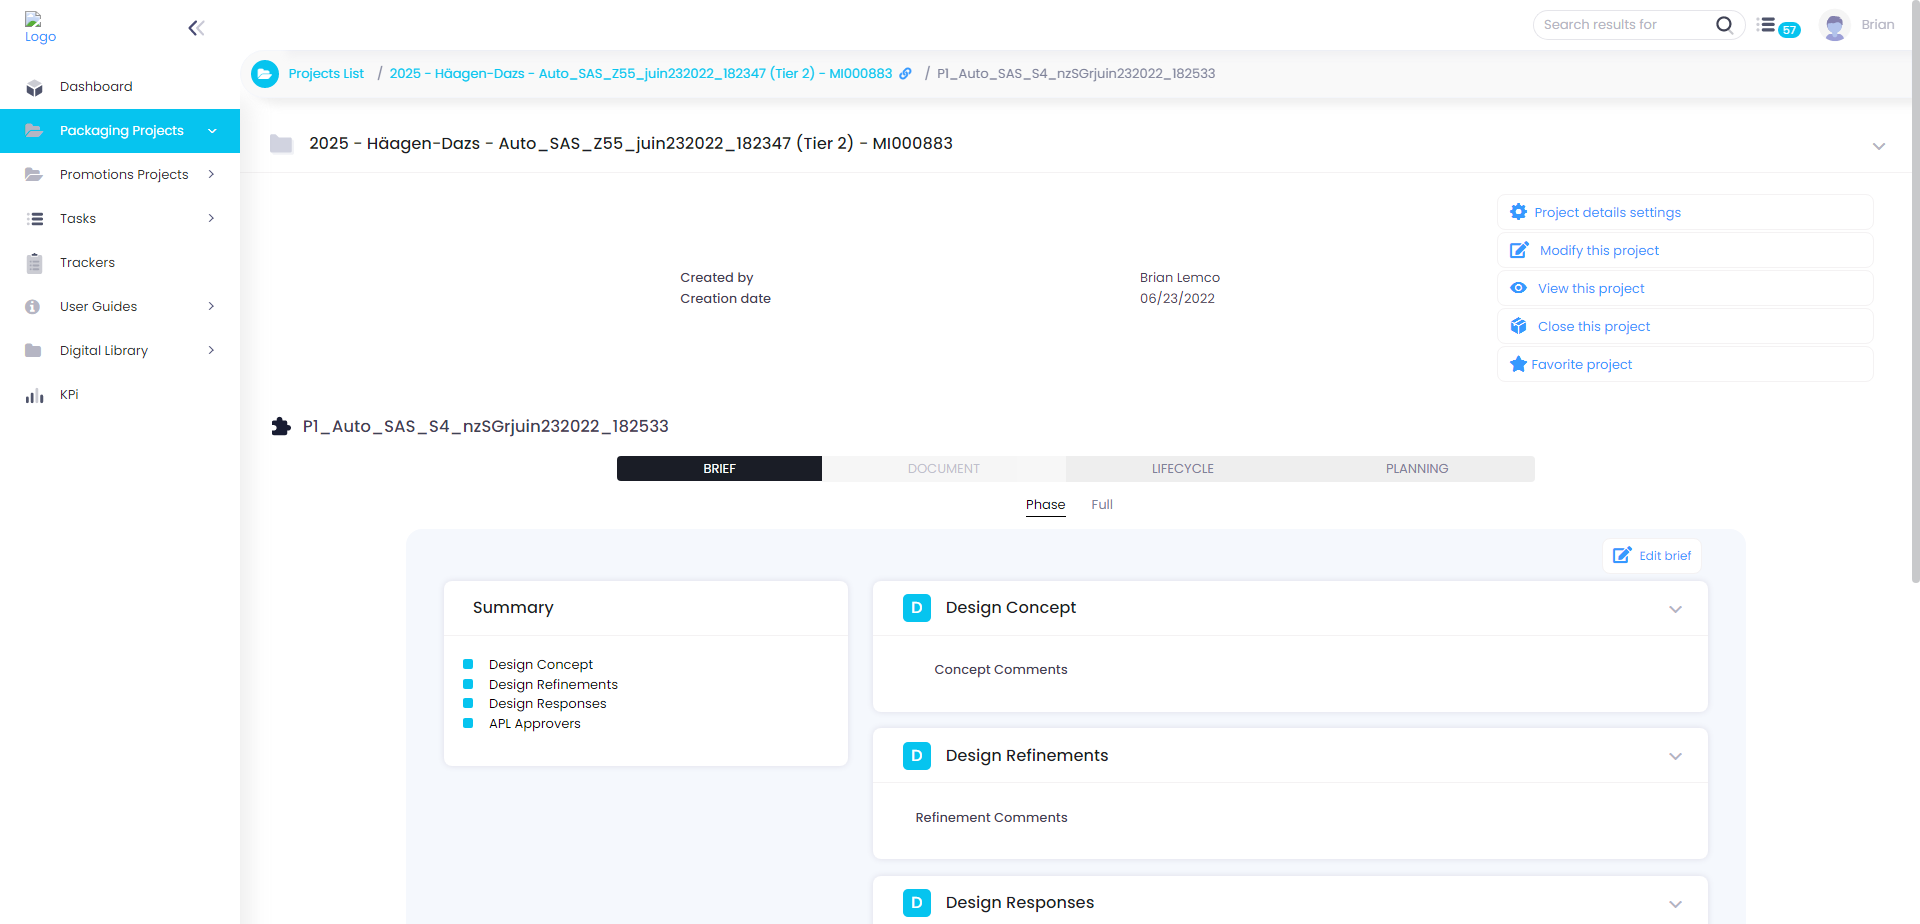 Logo
Search results for
57
Brian
Dashboard
Packaging Projects
Promotions Projects
Tasks
Trackers
User Guides
Digital Library
KPi
Projects List / 2025 - Häagen-Dazs - Auto_SAS_Z55_juin232022_182347 (Tier 2) - MI000883 / P1_Auto_SAS_S4_nzSGrjuin232022_182533
2025 - Häagen-Dazs - Auto_SAS_Z55_juin232022_182347 (Tier 2) - MI000883
Created by Brian Lemco
Creation date 06/23/2022
Project details settings
Modify this project
View this project
Close this project
Favorite project
P1_Auto_SAS_S4_nzSGrjuin232022_182533
BRIEF DOCUMENT LIFECYCLE PLANNING
Phase Full
Edit brief
Summary
Design Concept
Design Refinements
Design Responses
APL Approvers
D Design Concept
Concept Comments
D Design Refinements
Refinement Comments
D Design Responses